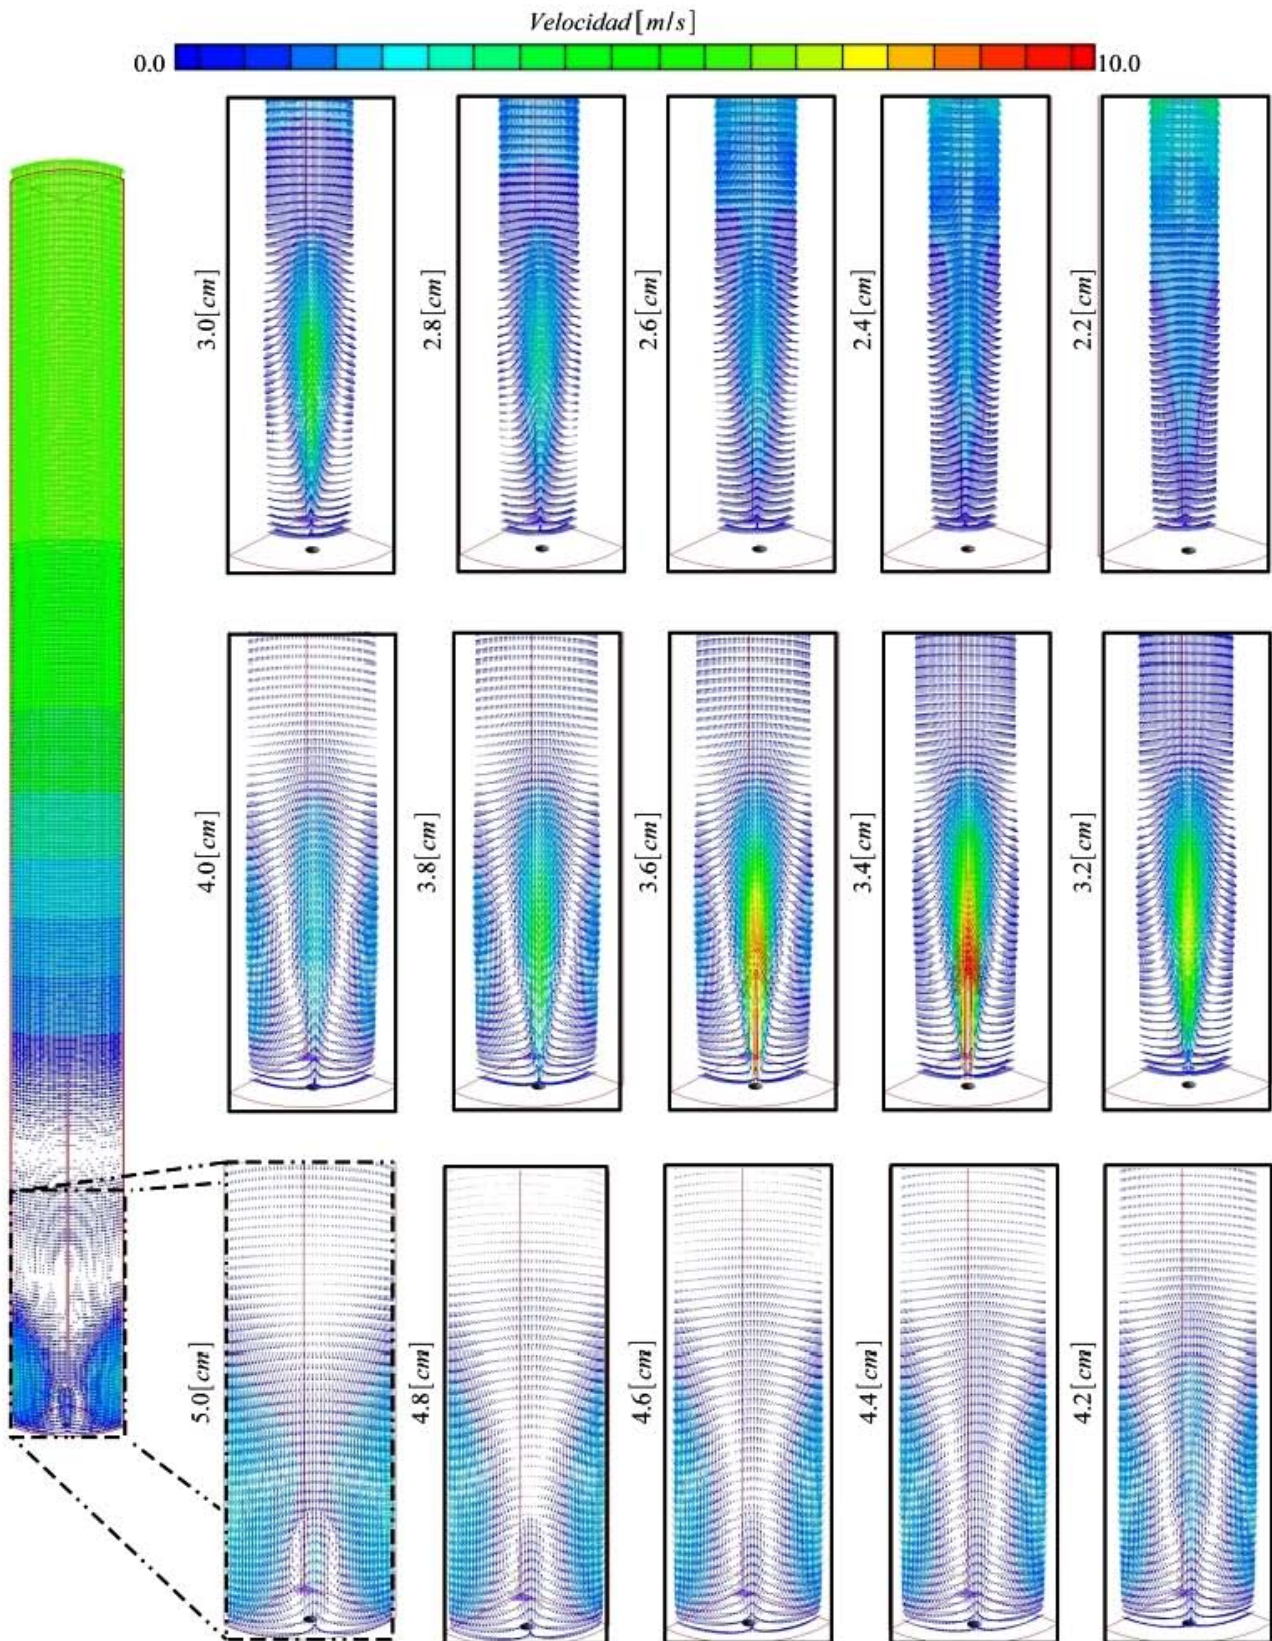 Velocidad [m/s]
0.0
10.0
3.0 [cm]
2.8 [cm]
2.6 [cm]
2.4 [cm]
2.2 [cm]
4.0 [cm]
3.8 [cm]
3.6 [cm]
3.4 [cm]
3.2 [cm]
5.0 [cm]
4.8 [cm]
4.6 [cm]
4.4 [cm]
4.2 [cm]